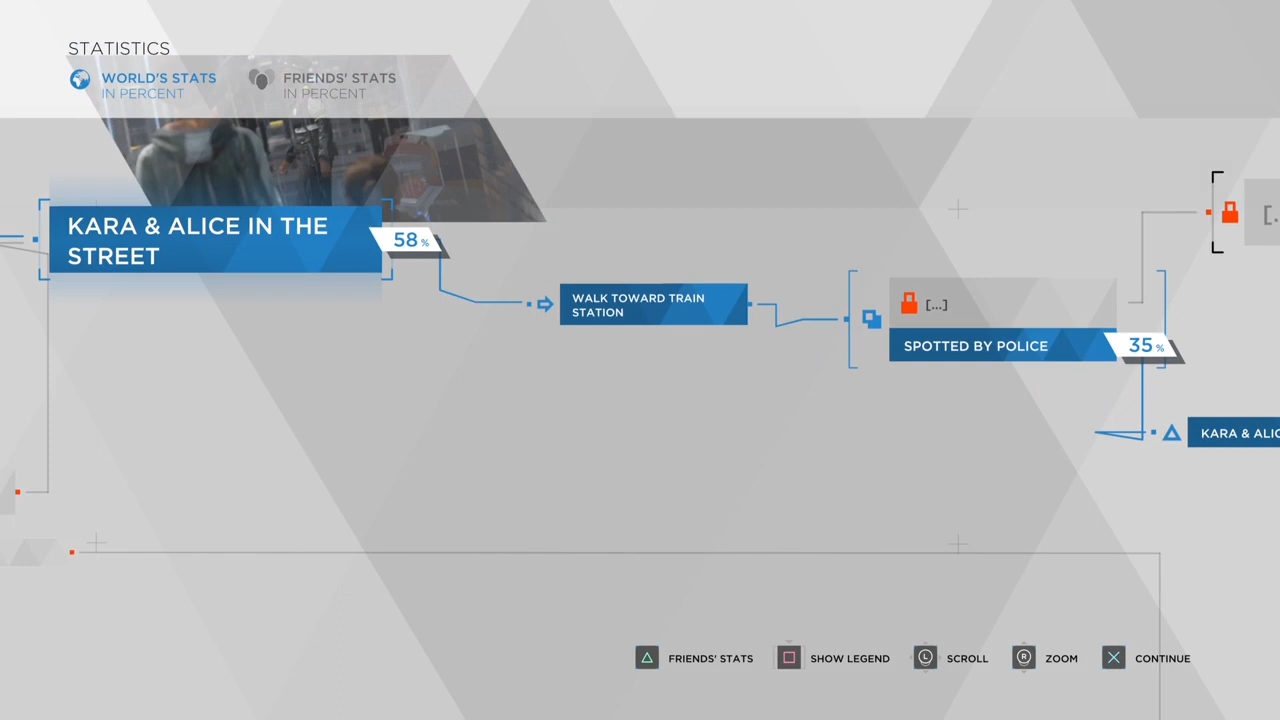 STATISTICS
WORLD'S STATS
IN PERCENT
FRIENDS' STATS
IN PERCENT
KARA & ALICE IN THE
STREET
58 %
WALK TOWARD TRAIN
STATION
[...]
SPOTTED BY POLICE
35 %
[.
KARA & ALIC
FRIENDS' STATS
SHOW LEGEND
L
SCROLL
R
ZOOM
CONTINUE